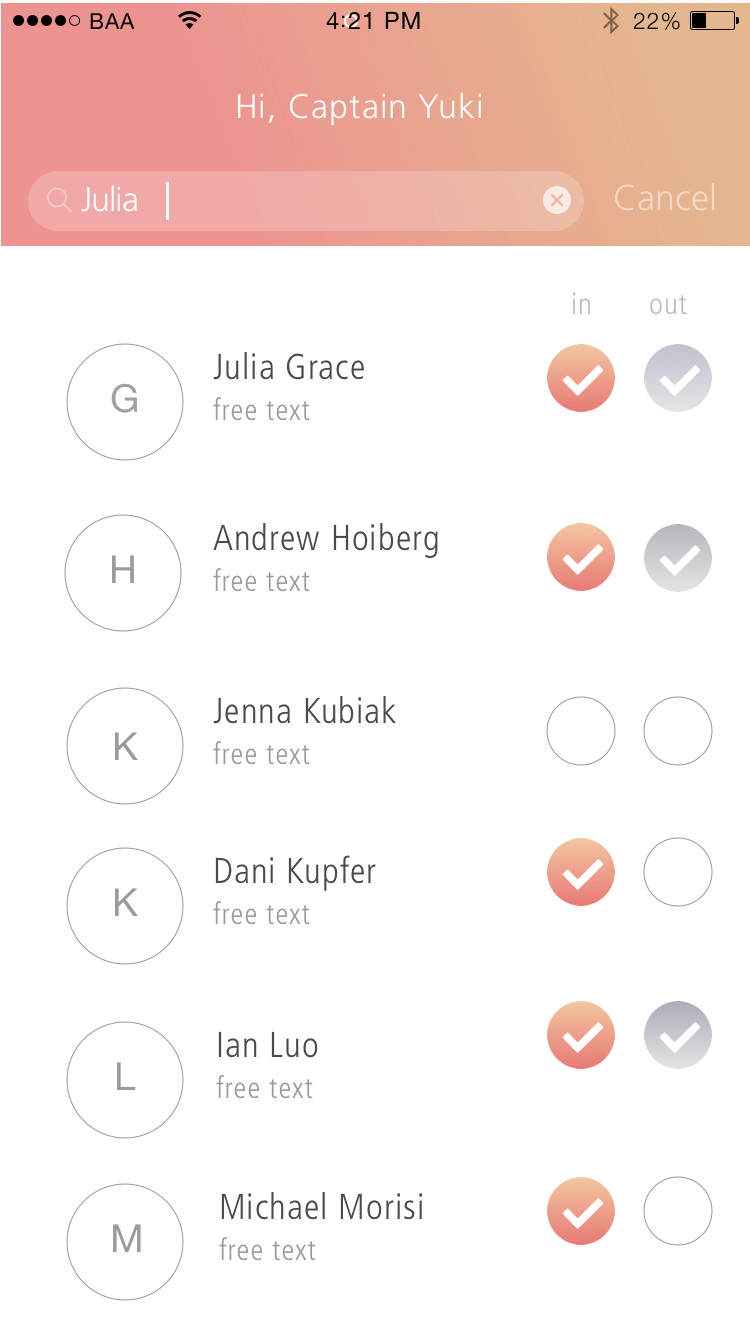 BAA 4:21 PM 22%
Hi, Captain Yuki
Julia Cancel
in out
G Julia Grace
free text
H Andrew Hoiberg
free text
K Jenna Kubiak
free text
K Dani Kupfer
free text
L Ian Luo
free text
M Michael Morisi
free text